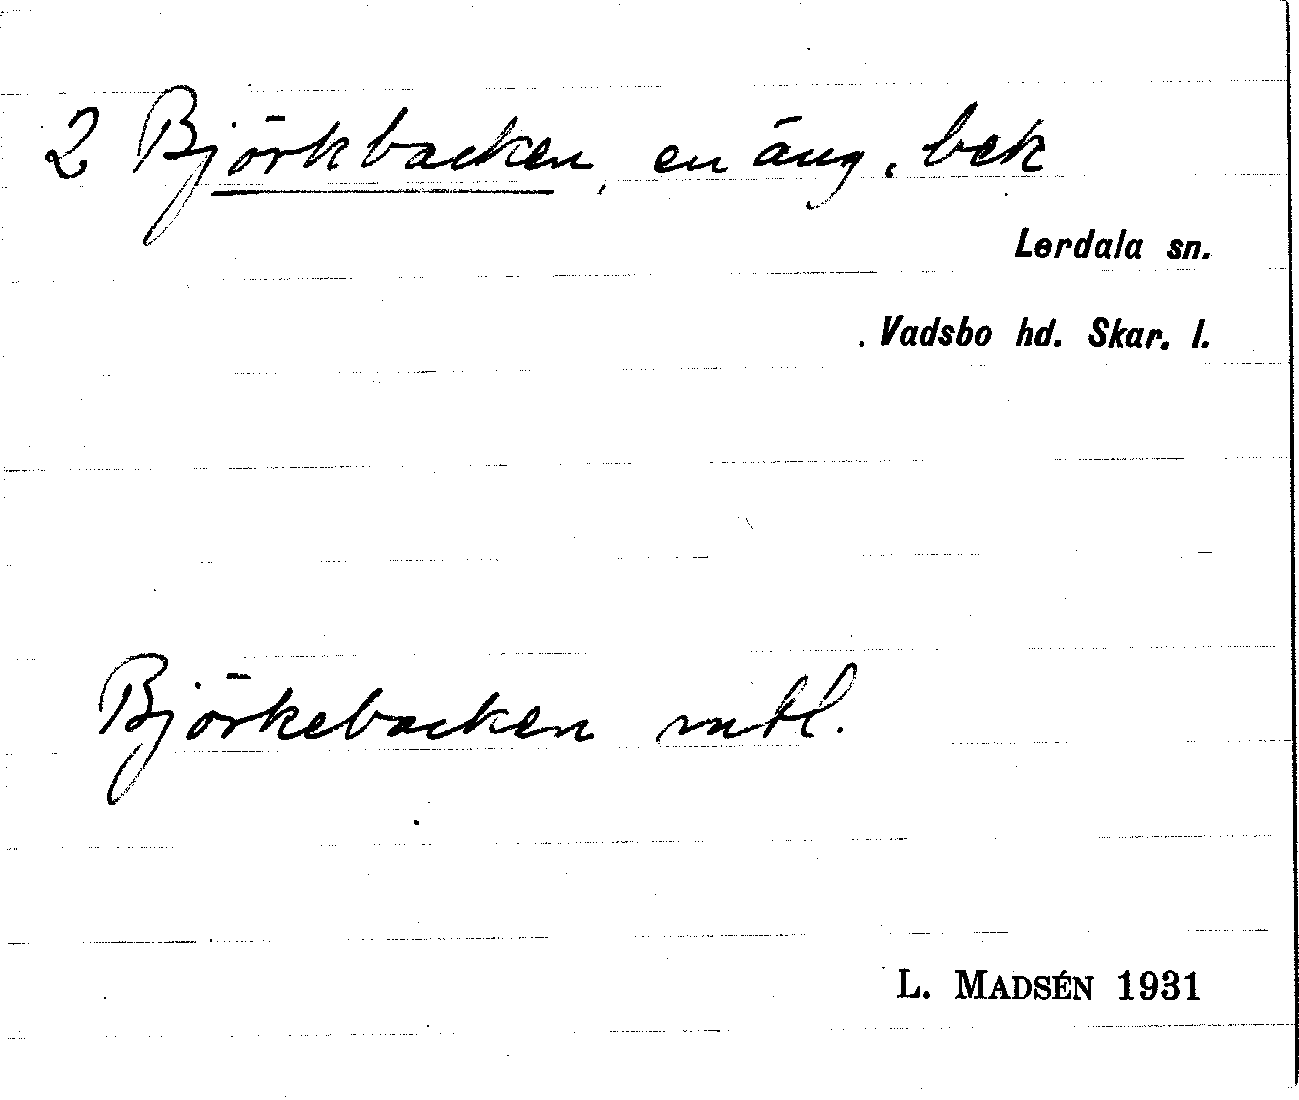 2 Björkbacken, en äng, bek
Lerdala sn.
Vadsbo hd. Skar. l.
Björkebacken mtl.
L. MADSÉN 1931